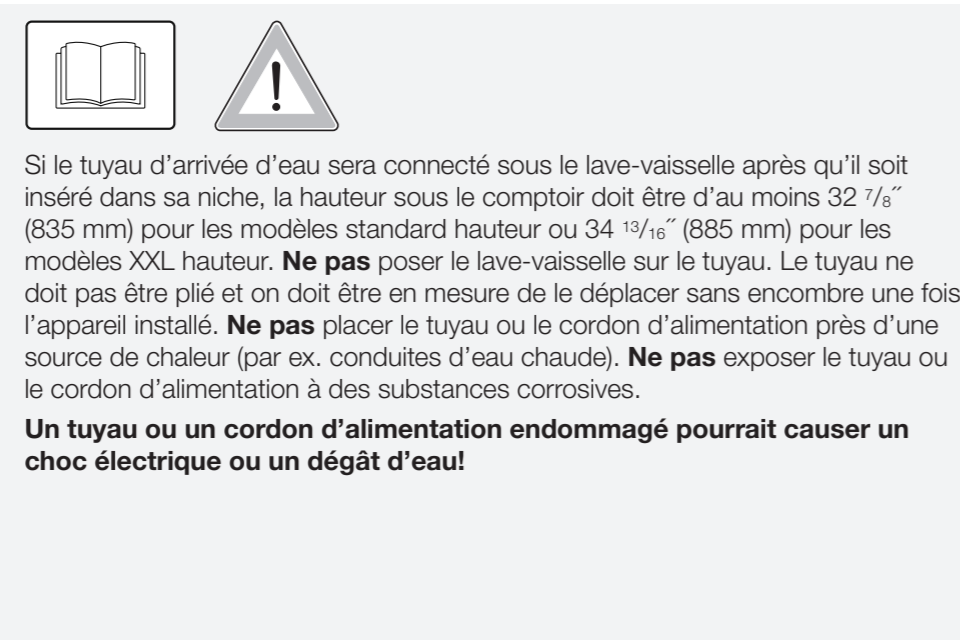 Si le tuyau d’arrivée d’eau sera connecté sous le lave-vaisselle après qu’il soit
inséré dans sa niche, la hauteur sous le comptoir doit être d’au moins 32 7/8˝
(835 mm) pour les modèles standard hauteur ou 34 13/16˝ (885 mm) pour les
modèles XXL hauteur. Ne pas poser le lave-vaisselle sur le tuyau. Le tuyau ne
doit pas être plié et on doit être en mesure de le déplacer sans encombre une fois
l’appareil installé. Ne pas placer le tuyau ou le cordon d’alimentation près d’une
source de chaleur (par ex. conduites d’eau chaude). Ne pas exposer le tuyau ou
le cordon d’alimentation à des substances corrosives.
Un tuyau ou un cordon d’alimentation endommagé pourrait causer un
choc électrique ou un dégât d’eau!